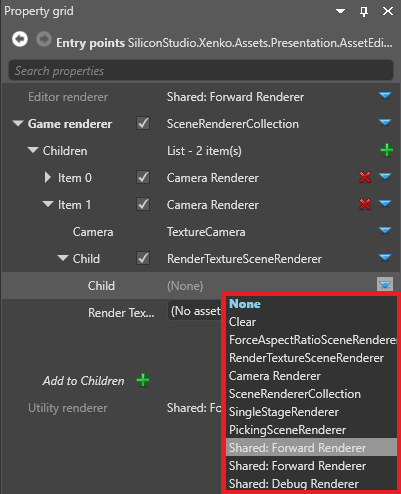 Property grid
Entry points SiliconStudio.Xenko.Assets.Presentation.AssetEdi...
Search properties
Editor renderer Shared: Forward Renderer
Game renderer SceneRendererCollection
Children List - 2 item(s)
Item 0 Camera Renderer
Item 1 Camera Renderer
Camera TextureCamera
Child RenderTextureSceneRenderer
Child (None)
Render Tex... (No asset
Add to Children
Utility renderer Shared: Fo
None
Clear
ForceAspectRatioSceneRenderer
RenderTextureSceneRenderer
Camera Renderer
SceneRendererCollection
SingleStageRenderer
PickingSceneRenderer
Shared: Forward Renderer
Shared: Forward Renderer
Shared: Debug Renderer